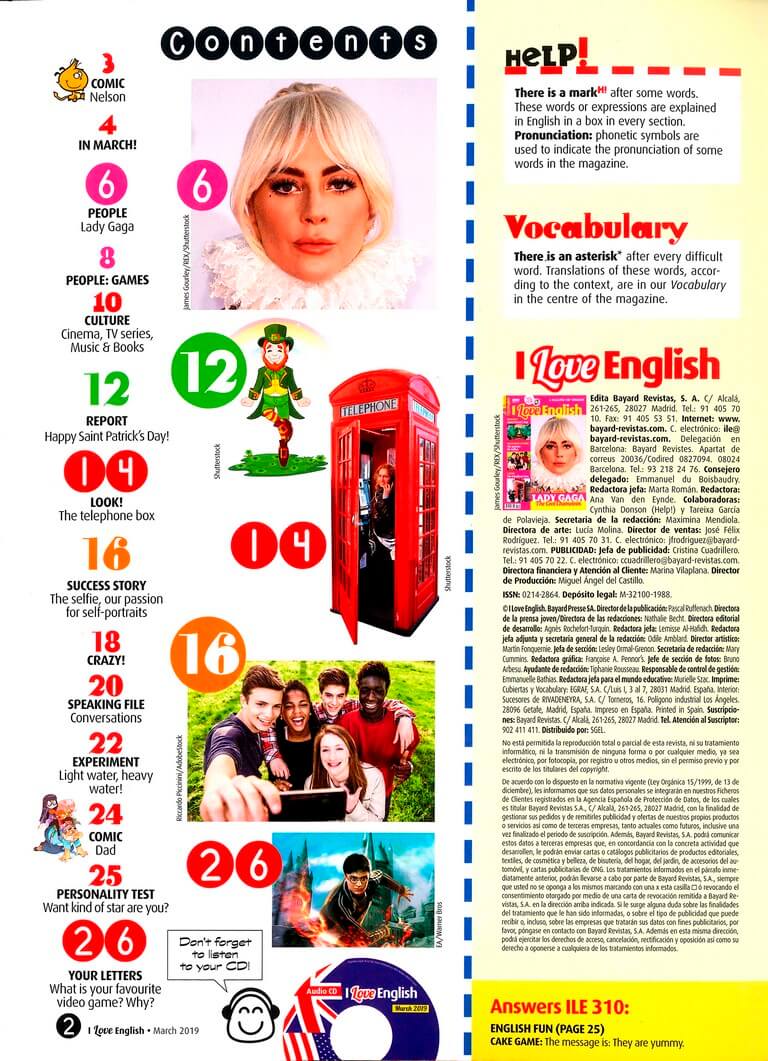 Contents
3
COMIC
Nelson
4
IN MARCH!
6
PEOPLE
Lady Gaga
8
PEOPLE: GAMES
10
CULTURE
Cinema, TV series,
Music & Books
12
REPORT
Happy Saint Patrick's Day!
14
LOOK!
The telephone box
16
SUCCESS STORY
The selfie, our passion
for self-portraits
18
CRAZY!
20
SPEAKING FILE
Conversations
22
EXPERIMENT
Light water, heavy
water!
24
COMIC
Dad
25
PERSONALITY TEST
Want kind of star are you?
26
YOUR LETTERS
What is your favourite
video game? Why?
2 I Love English • March 2019
6
James Gourley/REX/Shutterstock
12
Shutterstock
TELEPHONE
14
Shutterstock
16
Riccardo Piccinini/AdobeStock
26
EA/Warner Bros
Don't forget
to listen
to your CD!
Audio CD
I Love English
March 2019
HELP!
There is a markH! after some words.
These words or expressions are explained
in English in a box in every section.
Pronunciation: phonetic symbols are
used to indicate the pronunciation of some
words in the magazine.
Vocabulary
There is an asterisk* after every difficult
word. Translations of these words, accor-
ding to the context, are in our Vocabulary
in the centre of the magazine.
I Love English
James Gourley/REX/Shutterstock
I Love English
LADY GAGA
Edita Bayard Revistas, S. A. C/ Alcalá,
261-265, 28027 Madrid. Tel.: 91 405 70
10. Fax: 91 405 53 51. Internet: www.
bayard-revistas.com. C. electrónico: ile@
bayard-revistas.com. Delegación en
Barcelona: Bayard Revistes. Apartat de
correus 20036/Codired 0827094. 08024
Barcelona. Tel.: 93 218 24 76. Consejero
delegado: Emmanuel du Boisbaudry.
Redactora jefa: Marta Román. Redactora:
Ana Van den Eynde. Colaboradoras:
Cynthia Donson (Help!) y Tareixa García
de Polavieja. Secretaria de la redacción: Maximina Mendiola.
Directora de arte: Lucía Molina. Director de ventas: José Félix
Rodríguez. Tel.: 91 405 70 31. C. electrónico: jfrodriguez@bayard-
revistas.com. PUBLICIDAD: Jefa de publicidad: Cristina Cuadrillero.
Tel.: 91 405 70 22. C. electrónico: ccuadrillero@bayard-revistas.com.
Directora financiera y Atención al Cliente: Marina Vilaplana. Director
de Producción: Miguel Ángel del Castillo.
ISSN: 0214-2864. Depósito legal: M-32100-1988.
© I Love English. Bayard Presse SA. Director de la publicación: Pascal Ruffenach. Directora
de la prensa joven/Directora de las redacciones: Nathalie Becht. Directora editorial
de desarrollo: Agnès Rochefort-Turquin. Redactora jefa: Lemisse Al-Hafidh. Redactora
jefa adjunta y secretaria general de la redacción: Odile Amblard. Director artístico:
Martin Fonquernie. Jefa de sección: Lesley Ormal-Grenon. Secretaria de redacción: Mary
Cummins. Redactora gráfica: Françoise A. Pennor's. Jefe de sección de fotos: Bruno
Arbesu. Ayudante de redacción: Tiphanie Rousseau. Responsable de control de gestión:
Emmanuelle Bathias. Redactora jefa para el mundo educativo: Murielle Szac. Imprime:
Cubiertas y Vocabulary: EGRAF, S.A. C/ Luis I, 3 al 7, 28031 Madrid. España. Interior:
Sucesores de RIVADENEYRA, S.A. C/ Torneros, 16. Polígono industrial Los Ángeles.
28096 Getafe, Madrid, España. Impreso en España. Printed in Spain. Suscripcio-
nes: Bayard Revistas. C/ Alcalá, 261-265, 28027 Madrid. Tel. Atención al Suscriptor:
902 411 411. Distribuido por: SGEL.
No está permitida la reproducción total o parcial de esta revista, ni su tratamiento
informático, ni la transmisión de ninguna forma o por cualquier medio, ya sea
electrónico, por fotocopia, por registro u otros medios, sin el permiso previo y por
escrito de los titulares del copyright.
De acuerdo con lo dispuesto en la normativa vigente (Ley Orgánica 15/1999, de 13 de
diciembre), les informamos que sus datos personales se integrarán en nuestros Ficheros
de Clientes registrados en la Agencia Española de Protección de Datos, de los cuales
es titular Bayard Revistas S.A., C/ Alcalá, 261-265, 28027 Madrid, con la finalidad de
gestionar sus pedidos y de remitirles publicidad y ofertas de nuestros propios productos
o servicios así como de terceras empresas, tanto actuales como futuros, inclusive una
vez finalizado el periodo de suscripción. Además, Bayard Revistas, S.A. podrá comunicar
estos datos a terceras empresas que, en concordancia con la concreta actividad que
desarrollen, le podrán enviar cartas o catálogos publicitarios de productos editoriales,
textiles, de cosmética y belleza, de bisutería, del hogar, del jardín, de accesorios del au-
tomóvil, y cartas publicitarias de ONG. Los tratamientos informados en el párrafo inme-
diatamente anterior, podrán llevarse a cabo por parte de Bayard Revistas, S.A., siempre
que usted no se oponga a los mismos marcando con una x esta casilla □ ó revocando el
consentimiento otorgado por medio de una carta de revocación remitida a Bayard Re-
vistas, S.A. en la dirección arriba indicada. Si le surge alguna duda sobre las finalidades
del tratamiento que le han sido informadas, o sobre el tipo de publicidad que puede
recibir o, incluso, sobre las empresas que tratarán sus datos con fines publicitarios, por
favor, póngase en contacto con Bayard Revistas, S.A. Además en esta misma dirección,
podrá ejercitar los derechos de acceso, cancelación, rectificación y oposición así como su
derecho a oponerse a cualquiera de los tratamientos informados.
Answers ILE 310:
ENGLISH FUN (PAGE 25)
CAKE GAME: The message is: They are yummy.